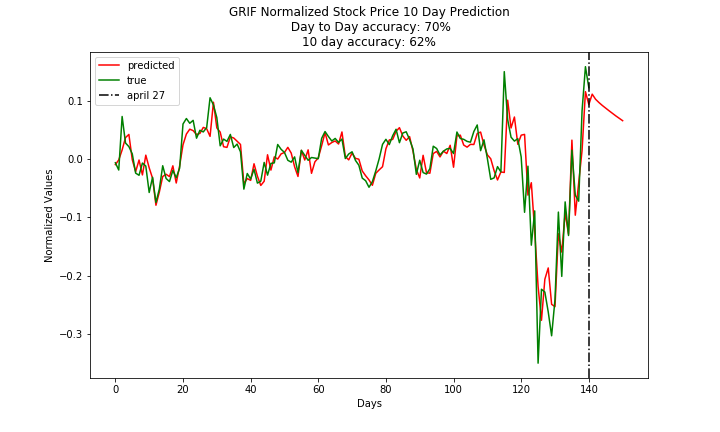 GRIF Normalized Stock Price 10 Day Prediction
Day to Day accuracy: 70%
10 day accuracy: 62%
predicted
true
april 27
Normalized Values
0.1
0.0
−0.1
−0.2
−0.3
0 20 40 60 80 100 120 140
Days